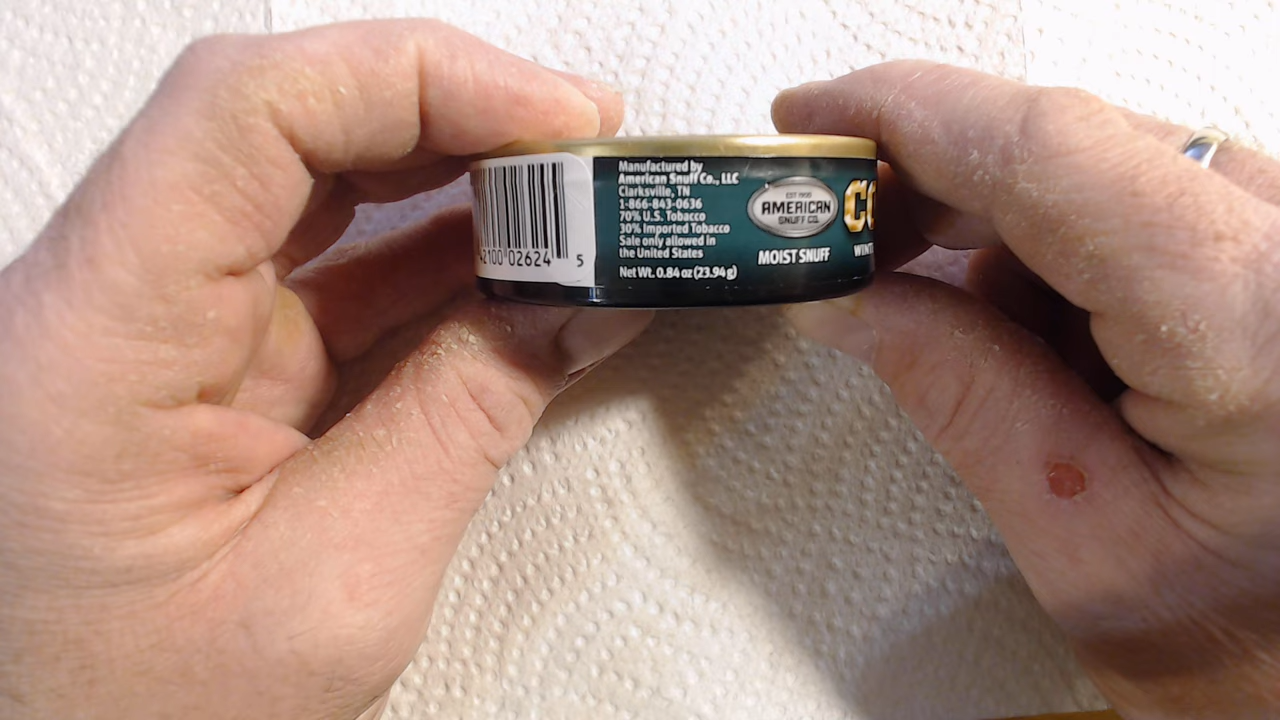 Manufactured by
American Snuff Co., LLC
Clarksville, TN
1-866-843-0636
70% U.S. Tobacco
30% Imported Tobacco
Sale only allowed in
the United States
Net Wt. 0.84 oz (23.94 g)
42100 02624 5
EST 1900
AMERICAN
SNUFF CO.
MOIST SNUFF